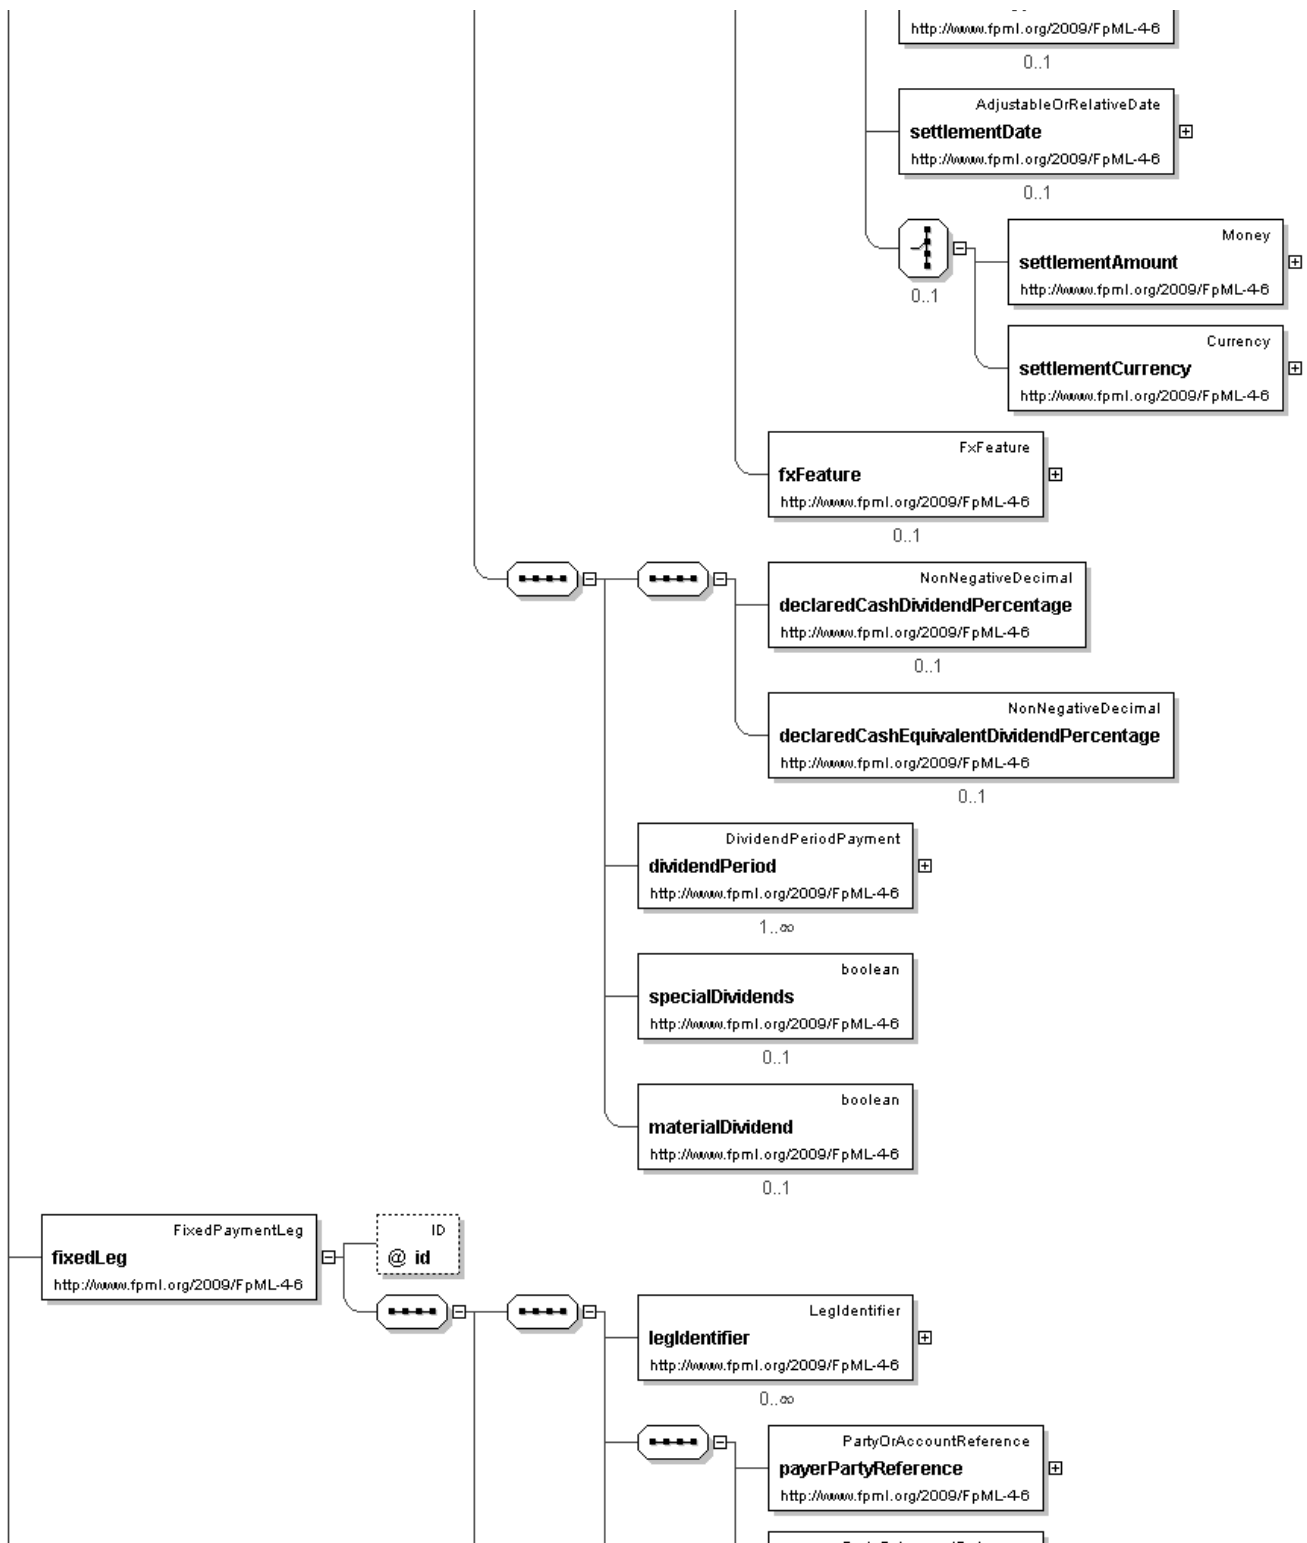 http://www.fpml.org/2009/FpML-4-6
0..1
AdjustableOrRelativeDate
settlementDate
http://www.fpml.org/2009/FpML-4-6
0..1
0..1
Money
settlementAmount
http://www.fpml.org/2009/FpML-4-6
Currency
settlementCurrency
http://www.fpml.org/2009/FpML-4-6
FxFeature
fxFeature
http://www.fpml.org/2009/FpML-4-6
0..1
NonNegativeDecimal
declaredCashDividendPercentage
http://www.fpml.org/2009/FpML-4-6
0..1
NonNegativeDecimal
declaredCashEquivalentDividendPercentage
http://www.fpml.org/2009/FpML-4-6
0..1
DividendPeriodPayment
dividendPeriod
http://www.fpml.org/2009/FpML-4-6
1..∞
boolean
specialDividends
http://www.fpml.org/2009/FpML-4-6
0..1
boolean
materialDividend
http://www.fpml.org/2009/FpML-4-6
0..1
FixedPaymentLeg
fixedLeg
http://www.fpml.org/2009/FpML-4-6
ID
@ id
LegIdentifier
legIdentifier
http://www.fpml.org/2009/FpML-4-6
0..∞
PartyOrAccountReference
payerPartyReference
http://www.fpml.org/2009/FpML-4-6